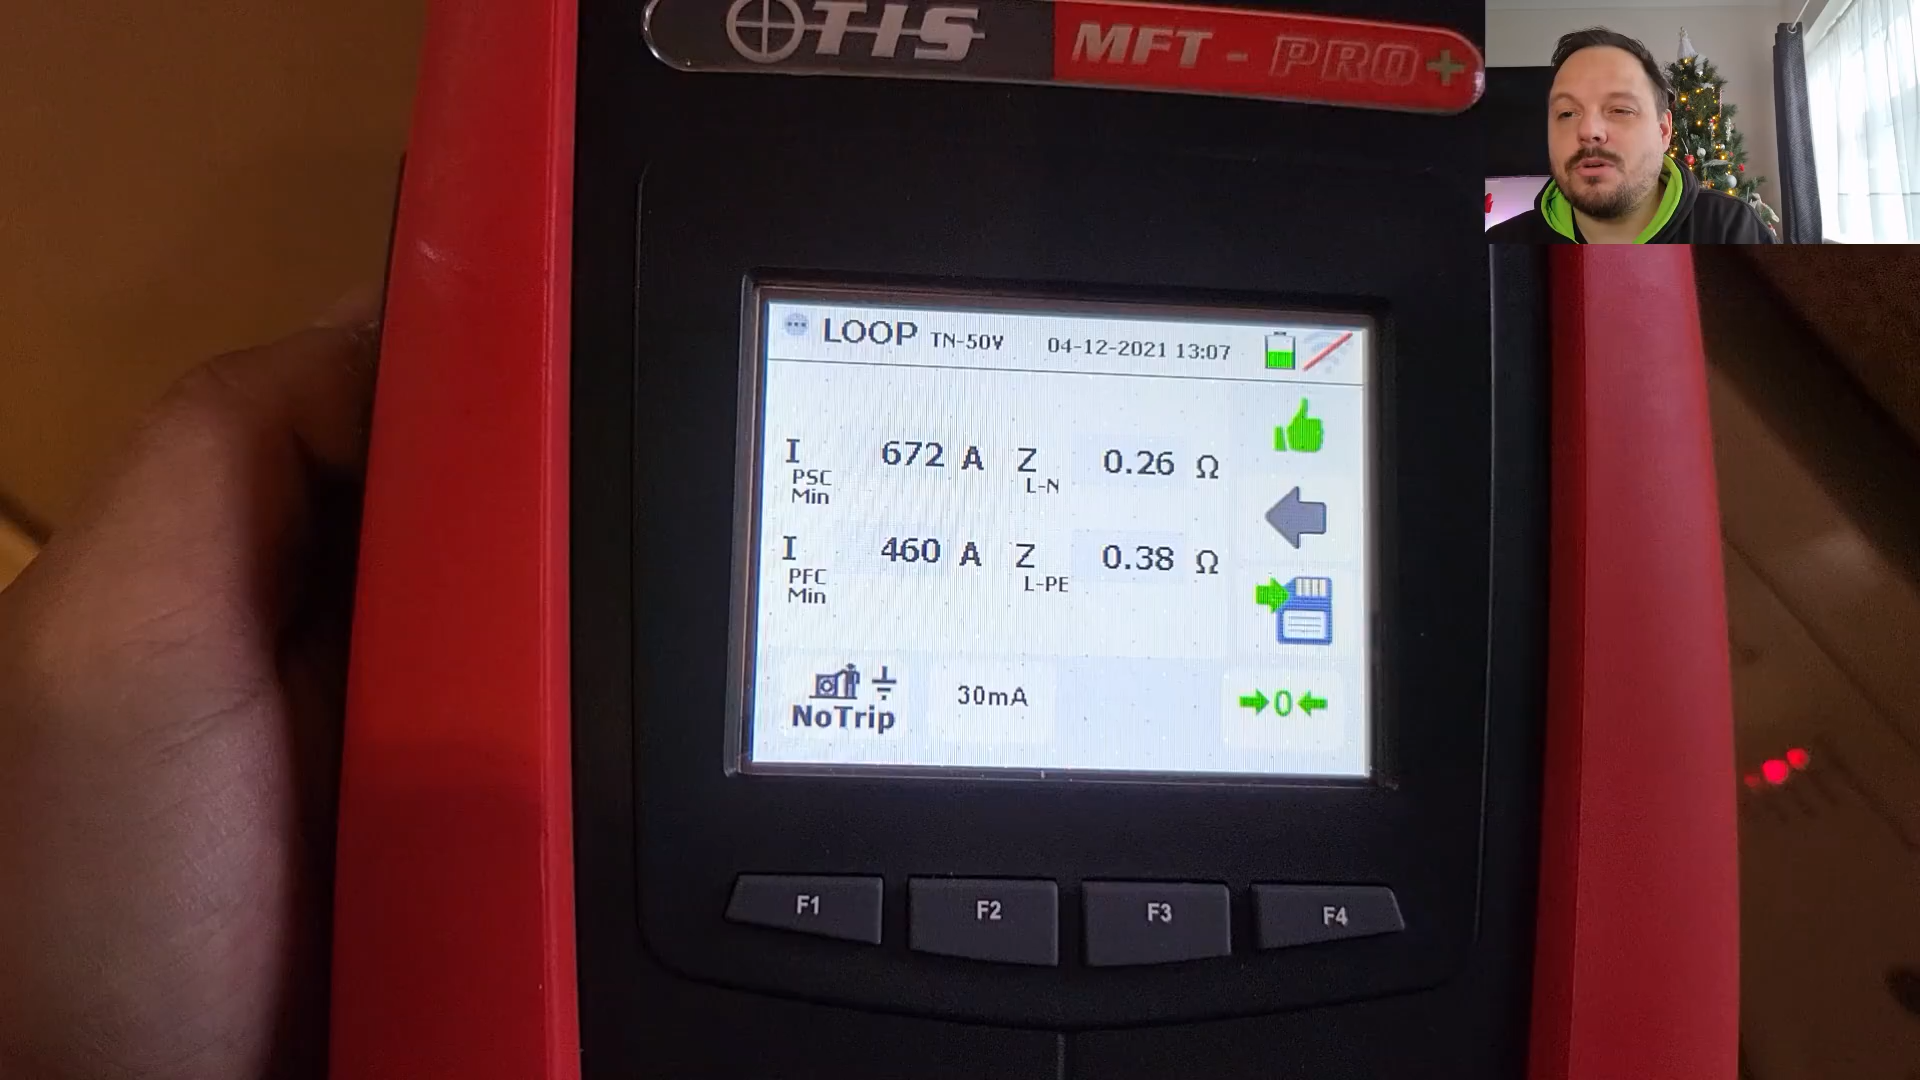 TIS MFT - PRO+
LOOP TN-50V 04-12-2021 13:07
I PSC Min 672 A Z L-N 0.26 Ω
I PFC Min 460 A Z L-PE 0.38 Ω
NoTrip 30mA →0←
F1 F2 F3 F4